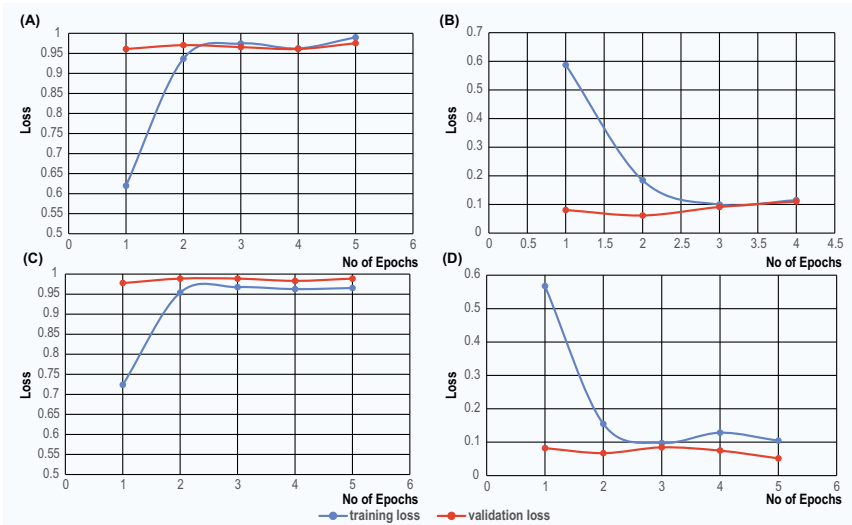 (A)
1
0.95
0.9
0.85
0.8
0.75
0.7
0.65
0.6
0.55
0.5
Loss
0 1 2 3 4 5 6
No of Epochs
(B)
0.7
0.6
0.5
0.4
0.3
0.2
0.1
0
Loss
0 0.5 1 1.5 2 2.5 3 3.5 4 4.5
No of Epochs
(C)
1
0.95
0.9
0.85
0.8
0.75
0.7
0.65
0.6
0.55
0.5
Loss
0 1 2 3 4 5 6
No of Epochs
(D)
0.6
0.5
0.4
0.3
0.2
0.1
0
Loss
0 1 2 3 4 5 6
No of Epochs
training loss validation loss